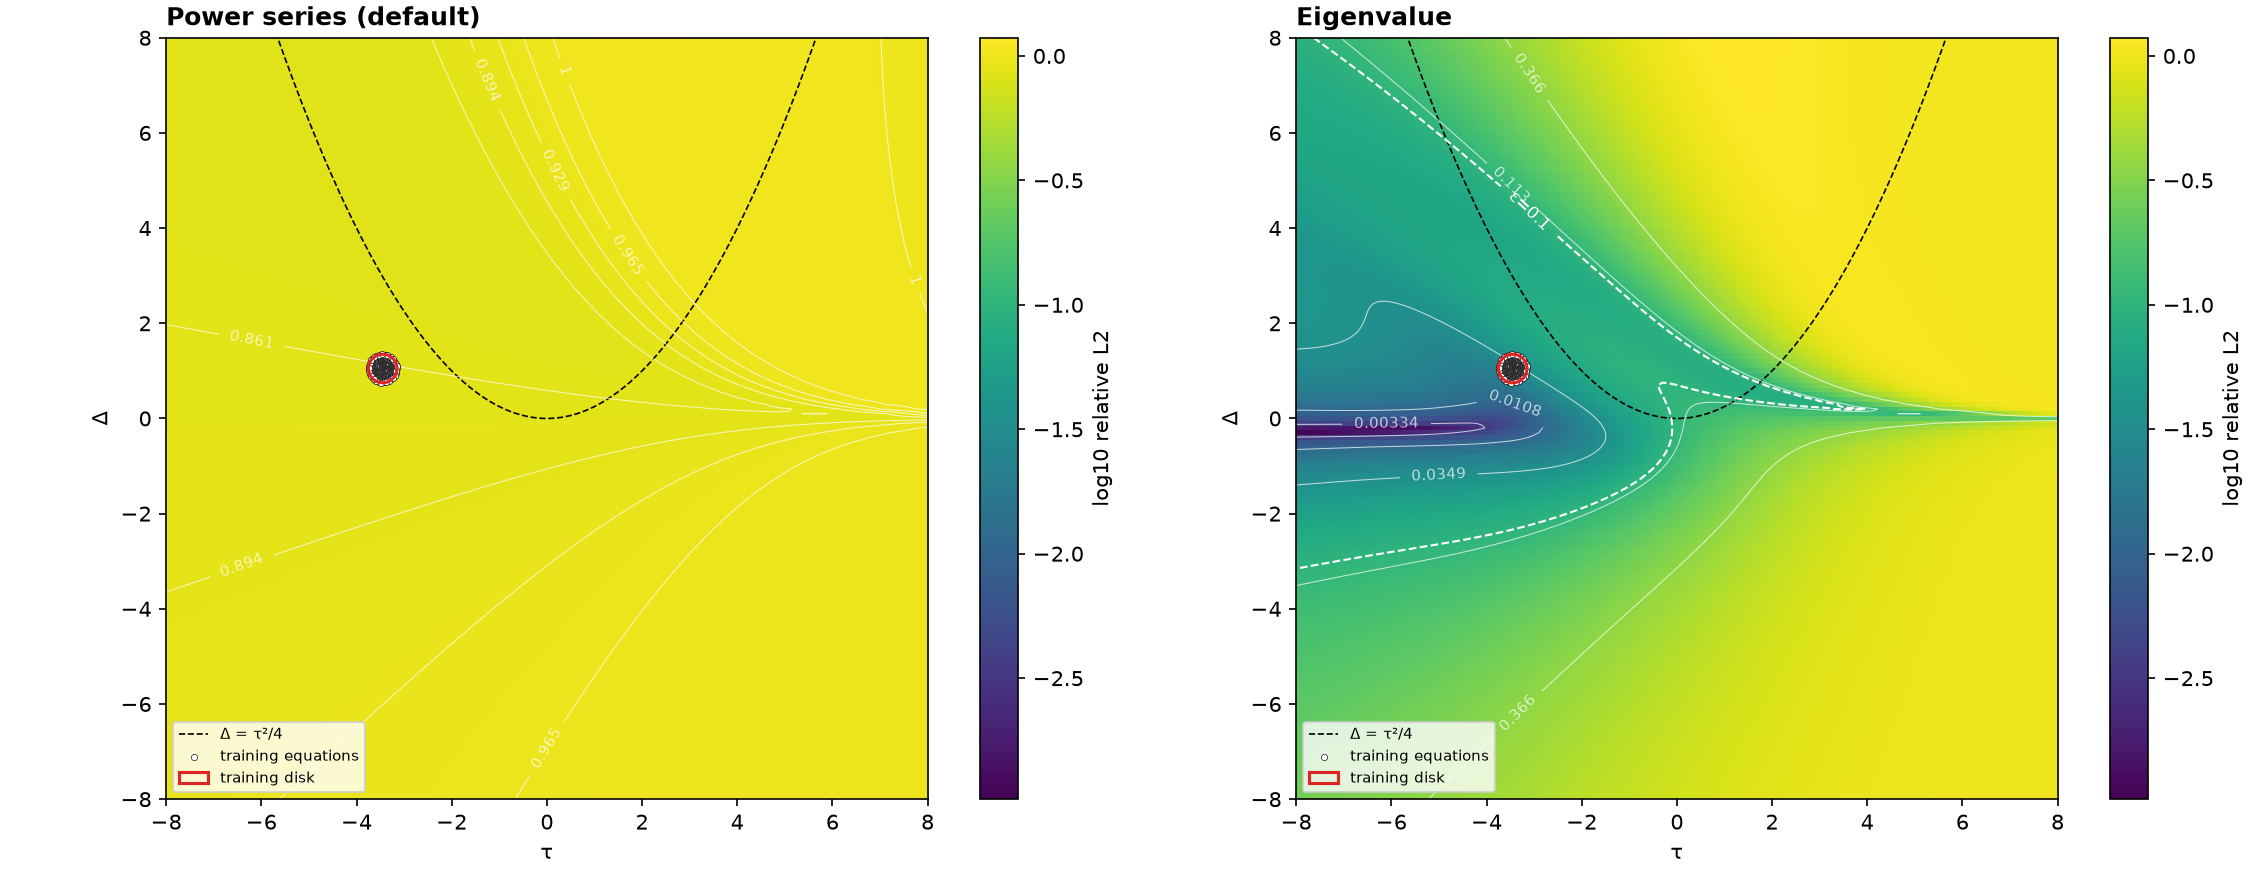 Power series (default)
8
6
4
2
0
−2
−4
−6
−8
Δ
−8 −6 −4 −2 0 2 4 6 8
τ
0.894
1
0.929
0.965
1
0.861
0.894
0.965
Δ = τ²/4
training equations
training disk
0.0
−0.5
−1.0
−1.5
−2.0
−2.5
log10 relative L2
Eigenvalue
8
6
4
2
0
−2
−4
−6
−8
Δ
−8 −6 −4 −2 0 2 4 6 8
τ
0.366
0.113
ε=0.1
0.0108
0.00334
0.0349
0.366
Δ = τ²/4
training equations
training disk
0.0
−0.5
−1.0
−1.5
−2.0
−2.5
log10 relative L2